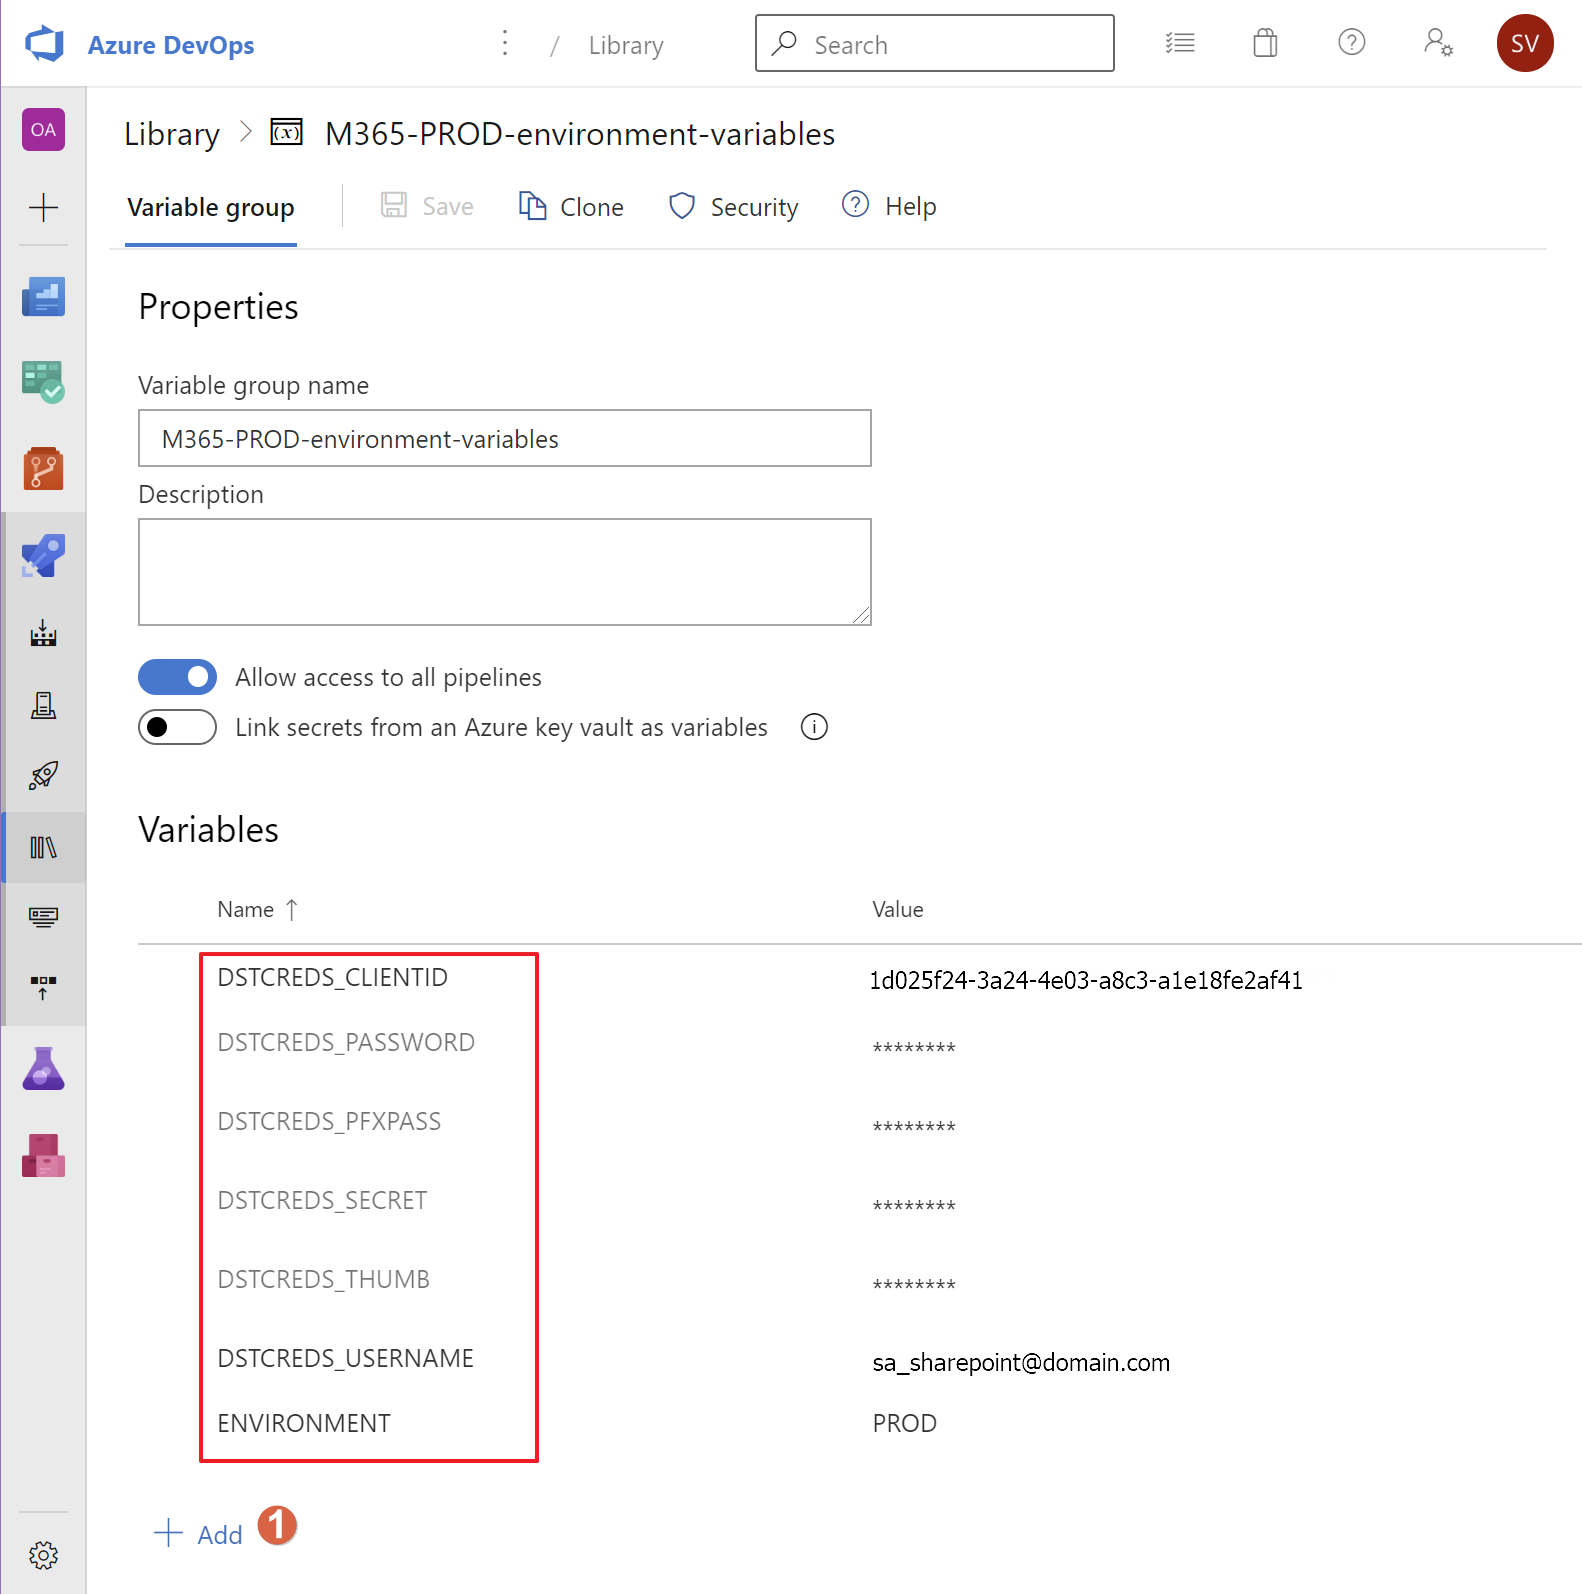 Azure DevOps
/ Library
Search
SV
OA
Library > (x) M365-PROD-environment-variables
Variable group
Save
Clone
Security
? Help
Properties
Variable group name
M365-PROD-environment-variables
Description
Allow access to all pipelines
Link secrets from an Azure key vault as variables
Variables
Name ↑ Value
DSTCREDS_CLIENTID 1d025f24-3a24-4e03-a8c3-a1e18fe2af41
DSTCREDS_PASSWORD ********
DSTCREDS_PFXPASS ********
DSTCREDS_SECRET ********
DSTCREDS_THUMB ********
DSTCREDS_USERNAME sa_sharepoint@domain.com
ENVIRONMENT PROD
+ Add 1